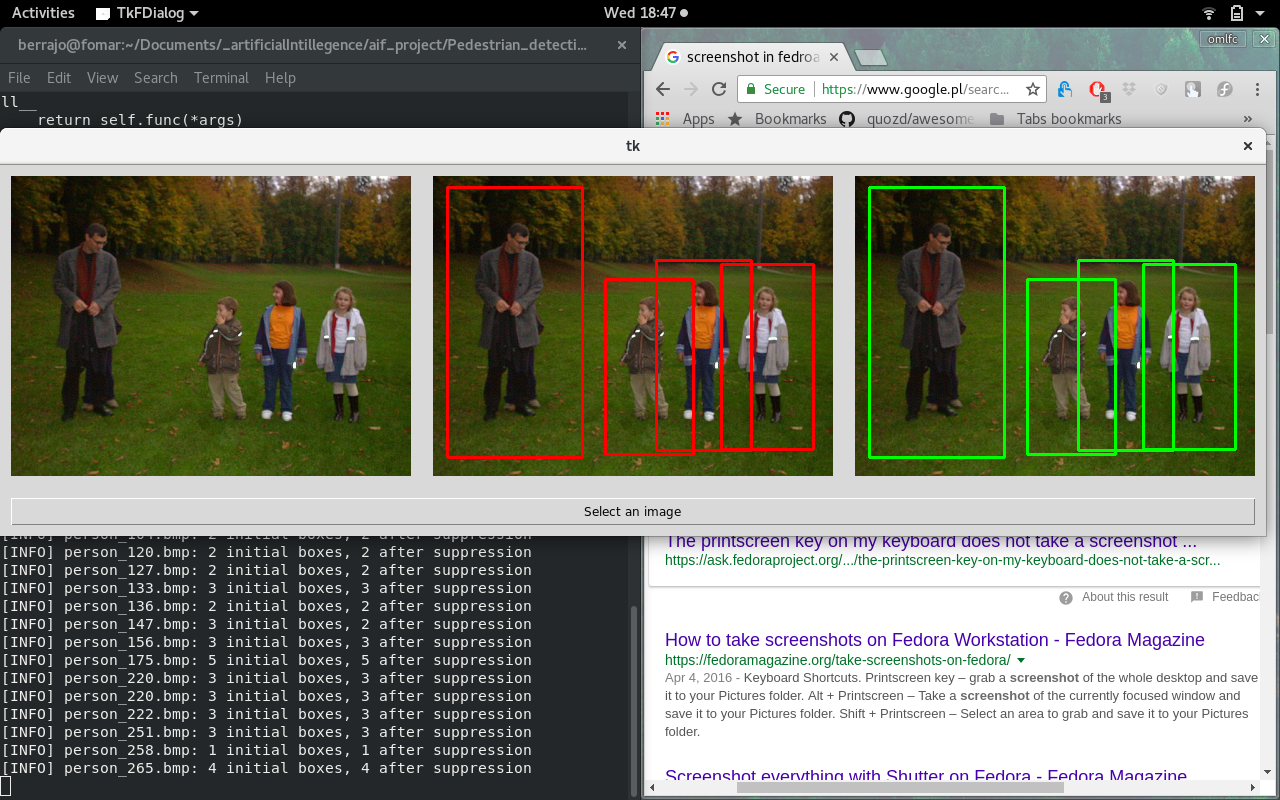 Activities TkFDialog Wed 18:47
berrajo@fomar:~/Documents/_artificialIntillegence/aif_project/Pedestrian_detecti...
File Edit View Search Terminal Help
ll__
return self.func(*args)
omlfc
screenshot in fedroa
Secure https://www.google.pl/searc...
3
Apps Bookmarks quozd/awesome Tabs bookmarks »
tk
Select an image
[INFO] person_104.bmp: 2 initial boxes, 2 after suppression
[INFO] person_120.bmp: 2 initial boxes, 2 after suppression
[INFO] person_127.bmp: 2 initial boxes, 2 after suppression
[INFO] person_133.bmp: 3 initial boxes, 3 after suppression
[INFO] person_136.bmp: 2 initial boxes, 2 after suppression
[INFO] person_147.bmp: 3 initial boxes, 2 after suppression
[INFO] person_156.bmp: 3 initial boxes, 3 after suppression
[INFO] person_175.bmp: 5 initial boxes, 5 after suppression
[INFO] person_220.bmp: 3 initial boxes, 3 after suppression
[INFO] person_220.bmp: 3 initial boxes, 3 after suppression
[INFO] person_222.bmp: 3 initial boxes, 3 after suppression
[INFO] person_251.bmp: 3 initial boxes, 3 after suppression
[INFO] person_258.bmp: 1 initial boxes, 1 after suppression
[INFO] person_265.bmp: 4 initial boxes, 4 after suppression
The printscreen key on my keyboard does not take a screenshot ...
https://ask.fedoraproject.org/.../the-printscreen-key-on-my-keyboard-does-not-take-a-scr...
About this result Feedbac
How to take screenshots on Fedora Workstation - Fedora Magazine
https://fedoramagazine.org/take-screenshots-on-fedora/
Apr 4, 2016 - Keyboard Shortcuts. Printscreen key – grab a screenshot of the whole desktop and save
it to your Pictures folder. Alt + Printscreen – Take a screenshot of the currently focused window and
save it to your Pictures folder. Shift + Printscreen – Select an area to grab and save it to your Pictures
folder.
Screenshot everything with Shutter on Fedora - Fedora Magazine